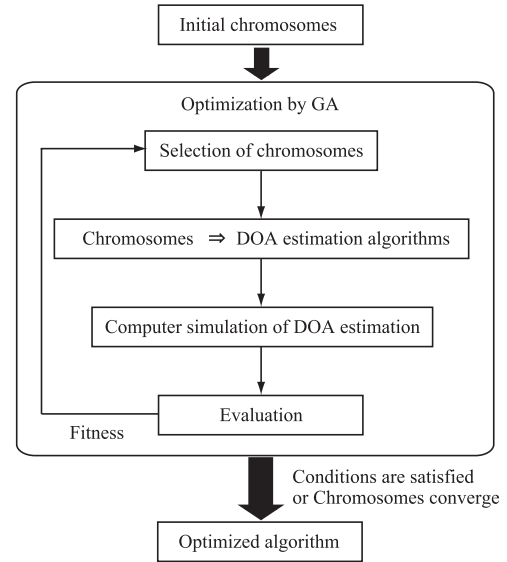 Initial chromosomes
Optimization by GA
Selection of chromosomes
Chromosomes ⇒ DOA estimation algorithms
Computer simulation of DOA estimation
Evaluation
Fitness
Conditions are satisfied
or Chromosomes converge
Optimized algorithm